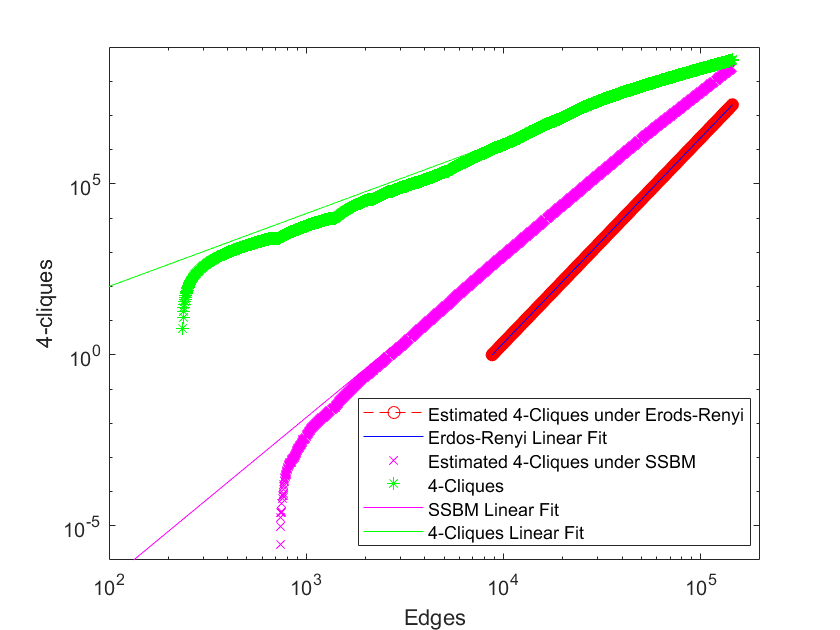 4-cliques
10^5
10^0
10^-5
Estimated 4-Cliques under Erods-Renyi
Erdos-Renyi Linear Fit
Estimated 4-Cliques under SSBM
4-Cliques
SSBM Linear Fit
4-Cliques Linear Fit
10^2 10^3 10^4 10^5
Edges